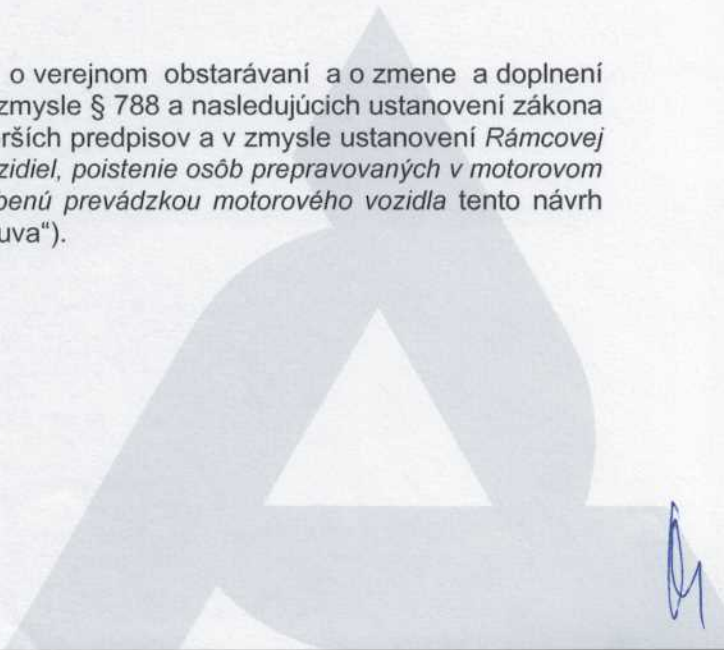 o verejnom obstarávaní a o zmene a doplnení
zmysle § 788 a nasledujúcich ustanovení zákona
rších predpisov a v zmysle ustanovení Rámcovej
zidiel, poistenie osôb prepravovaných v motorovom
benú prevádzkou motorového vozidla tento návrh
uva“).